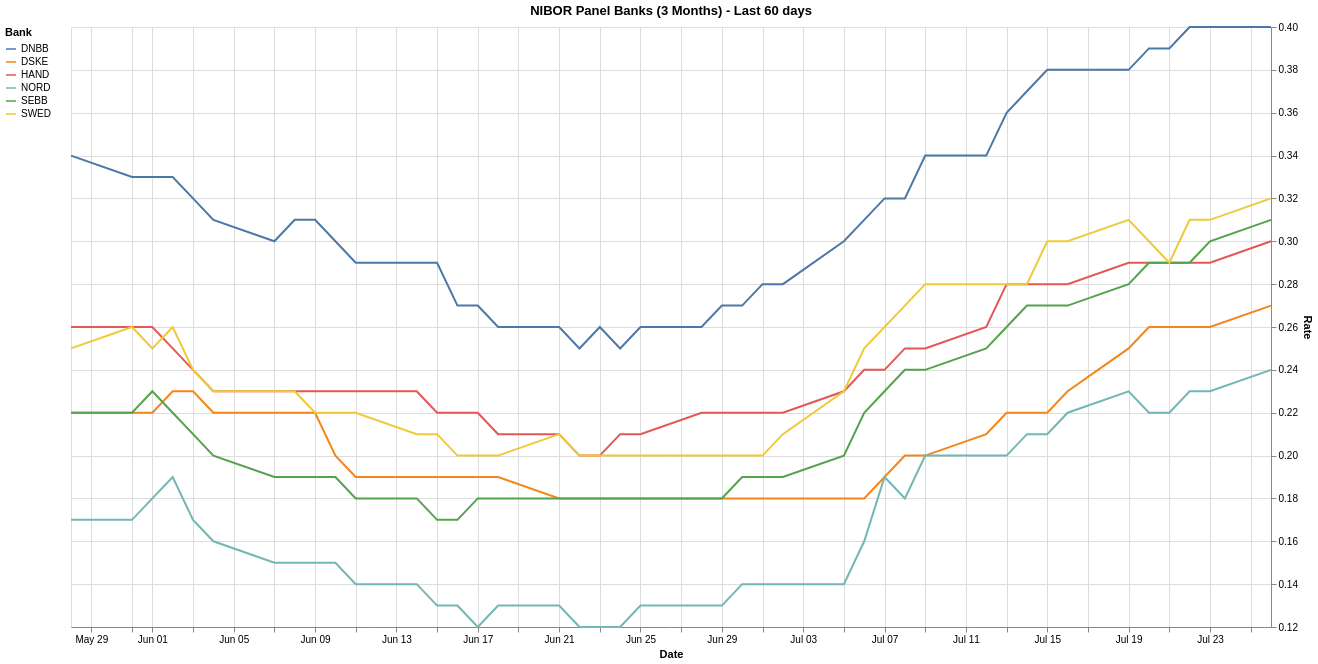 NIBOR Panel Banks (3 Months) - Last 60 days
Bank
DNBB
DSKE
HAND
NORD
SEBB
SWED
0.40
0.38
0.36
0.34
0.32
0.30
0.28
0.26
0.24
0.22
0.20
0.18
0.16
0.14
0.12
Rate
May 29 Jun 01 Jun 05 Jun 09 Jun 13 Jun 17 Jun 21 Jun 25 Jun 29 Jul 03 Jul 07 Jul 11 Jul 15 Jul 19 Jul 23
Date